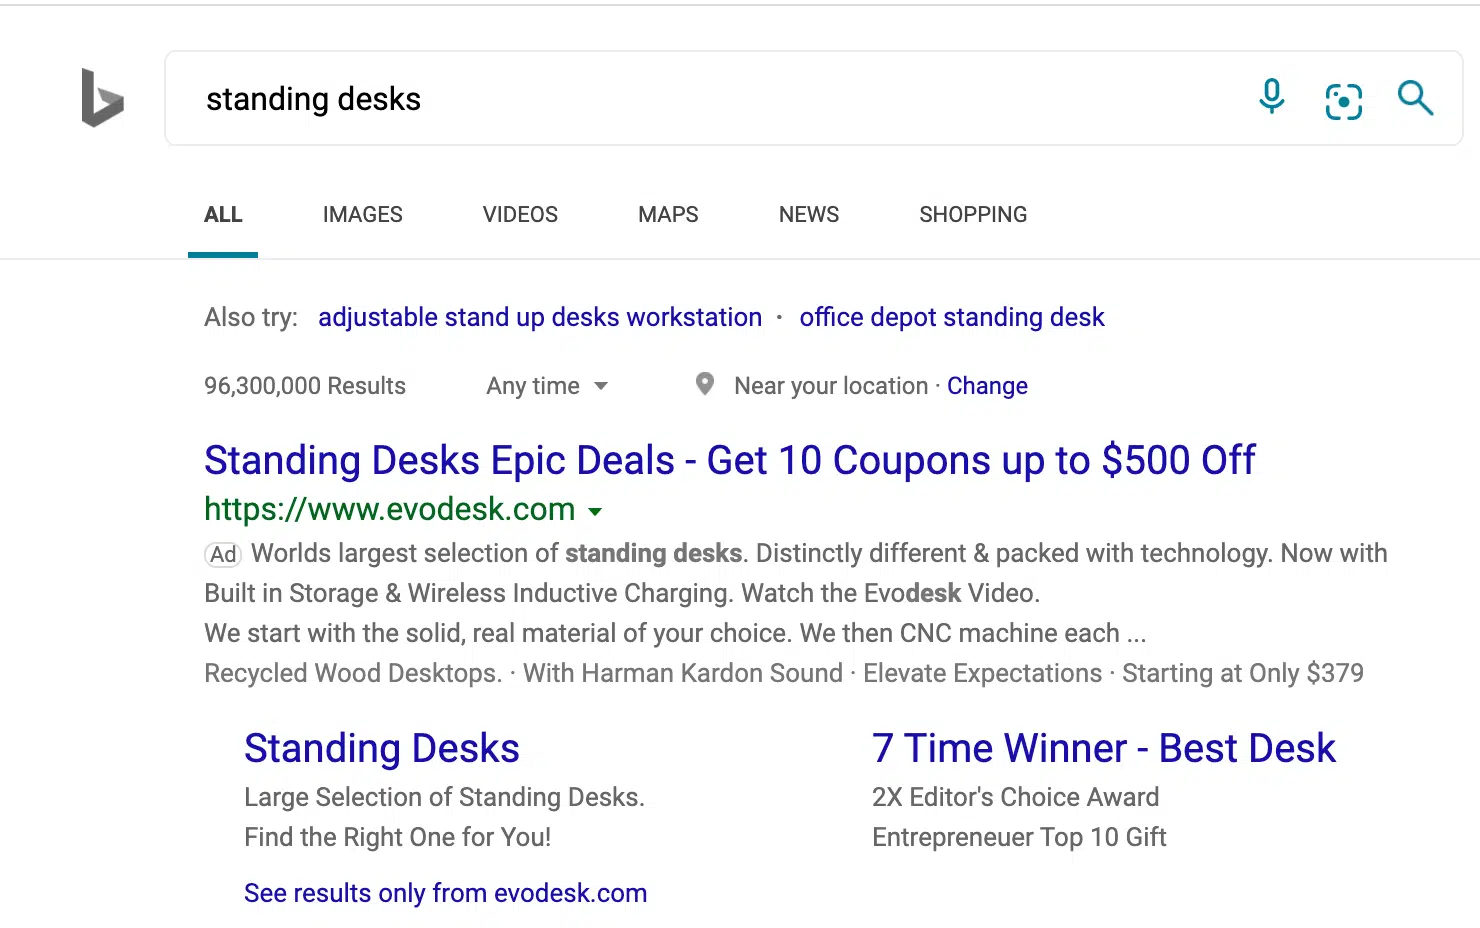 standing desks
ALL IMAGES VIDEOS MAPS NEWS SHOPPING
Also try: adjustable stand up desks workstation · office depot standing desk
96,300,000 Results Any time Near your location · Change
Standing Desks Epic Deals - Get 10 Coupons up to $500 Off
https://www.evodesk.com
Ad Worlds largest selection of standing desks. Distinctly different & packed with technology. Now with
Built in Storage & Wireless Inductive Charging. Watch the Evodesk Video.
We start with the solid, real material of your choice. We then CNC machine each ...
Recycled Wood Desktops. · With Harman Kardon Sound · Elevate Expectations · Starting at Only $379
Standing Desks
Large Selection of Standing Desks.
Find the Right One for You!
7 Time Winner - Best Desk
2X Editor's Choice Award
Entrepreneuer Top 10 Gift
See results only from evodesk.com